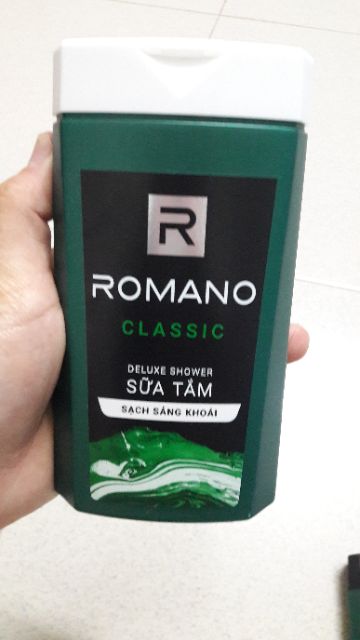 R
ROMANO
CLASSIC
DELUXE SHOWER
SỮA TẮM
SẠCH SẢNG KHOÁI